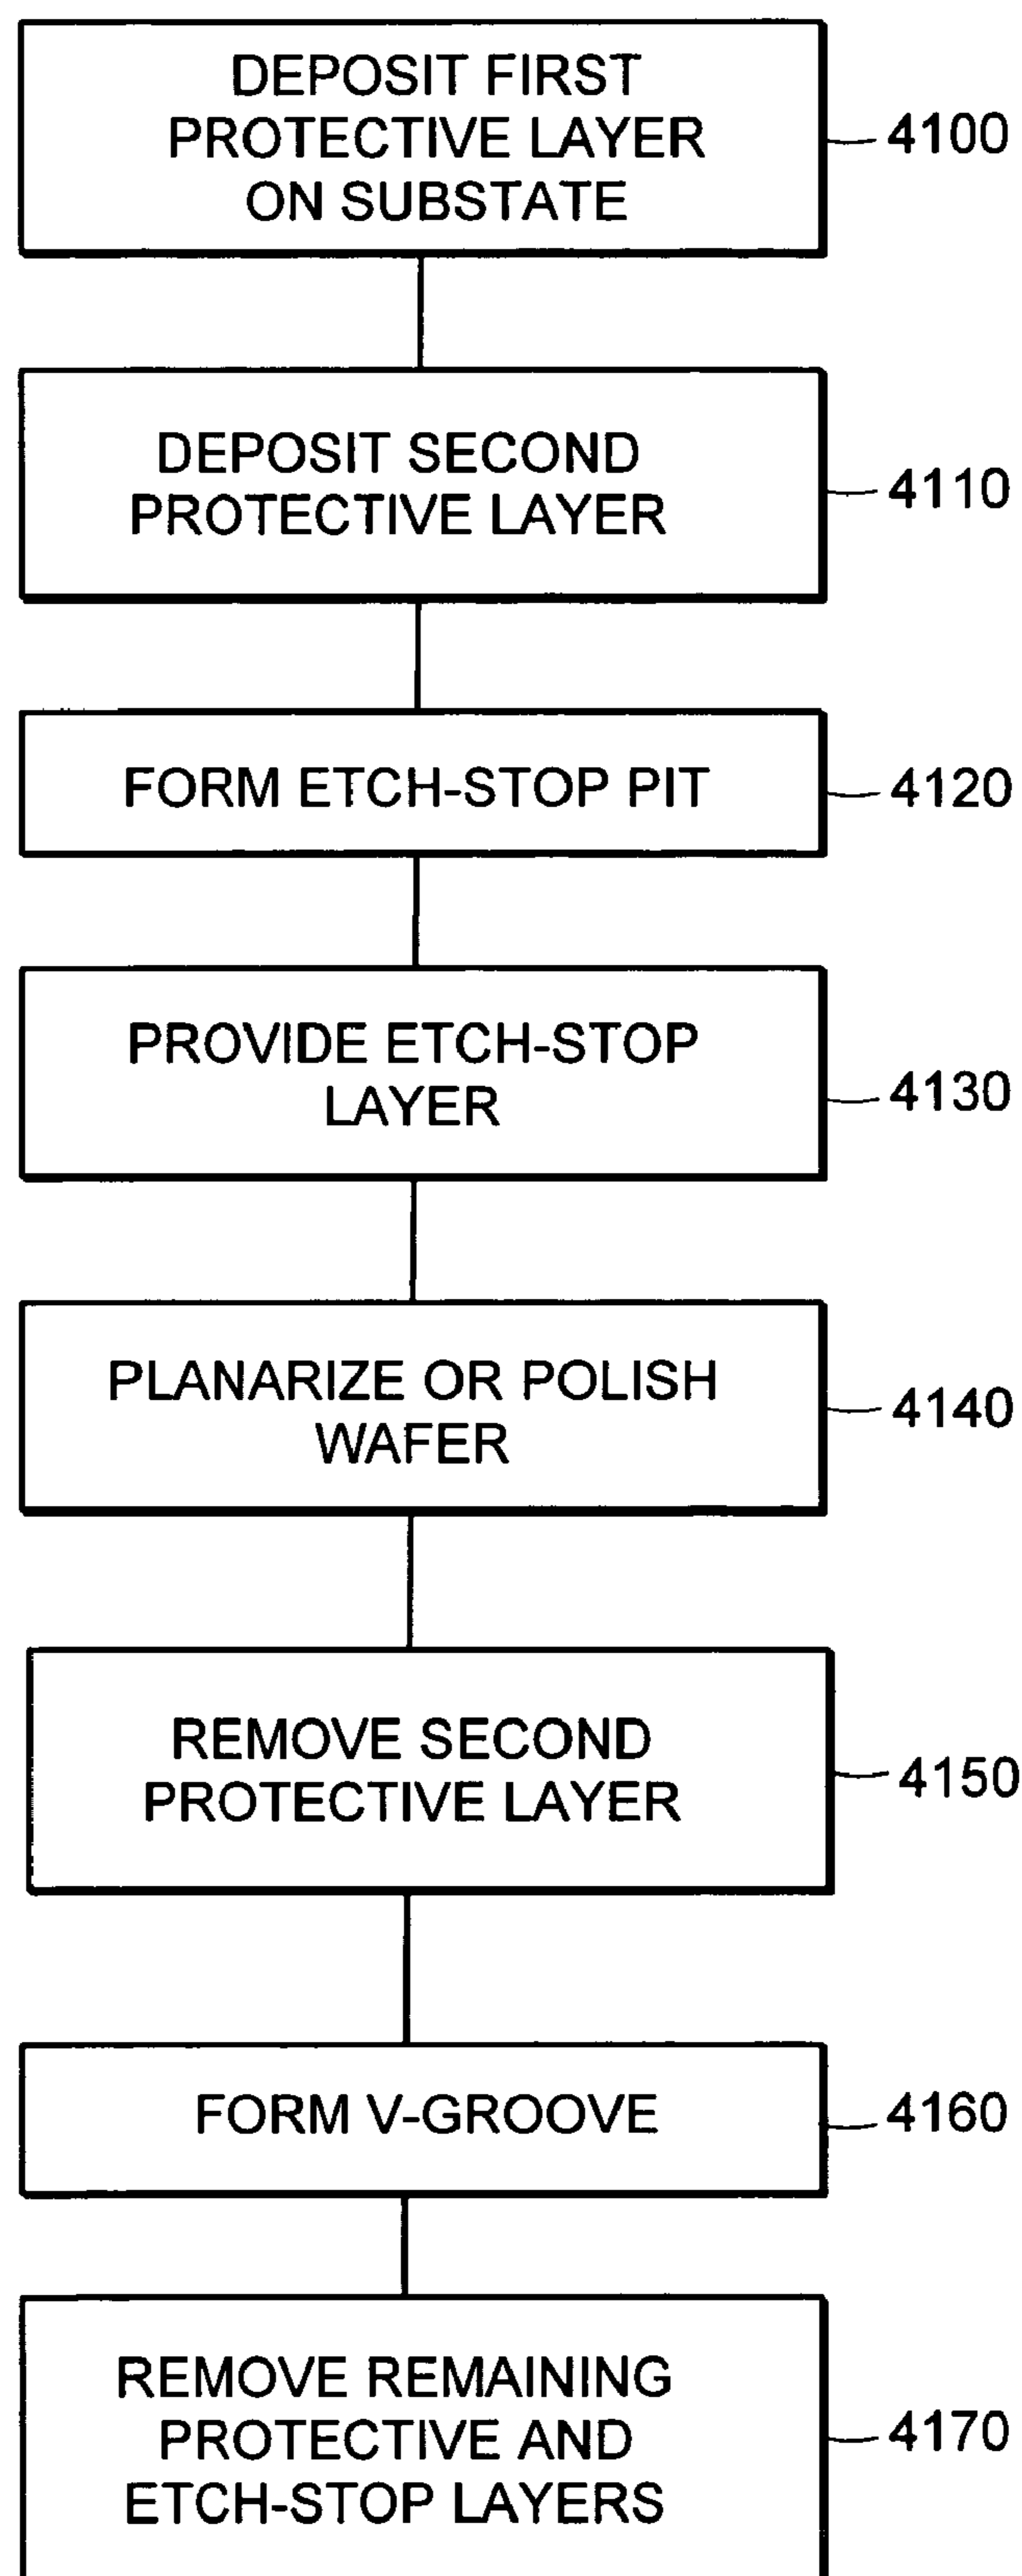 DEPOSIT FIRST
PROTECTIVE LAYER
ON SUBSTATE
4100
DEPOSIT SECOND
PROTECTIVE LAYER
4110
FORM ETCH-STOP PIT
4120
PROVIDE ETCH-STOP
LAYER
4130
PLANARIZE OR POLISH
WAFER
4140
REMOVE SECOND
PROTECTIVE LAYER
4150
FORM V-GROOVE
4160
REMOVE REMAINING
PROTECTIVE AND
ETCH-STOP LAYERS
4170